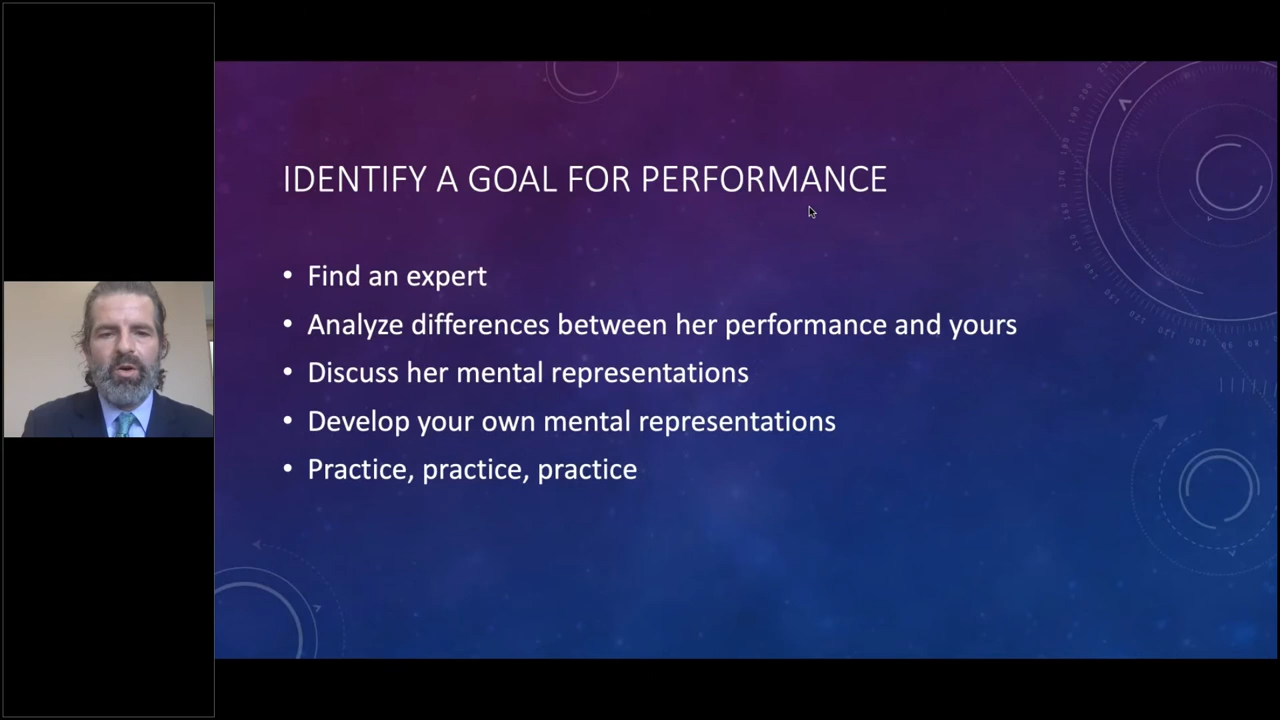 IDENTIFY A GOAL FOR PERFORMANCE
• Find an expert
• Analyze differences between her performance and yours
• Discuss her mental representations
• Develop your own mental representations
• Practice, practice, practice